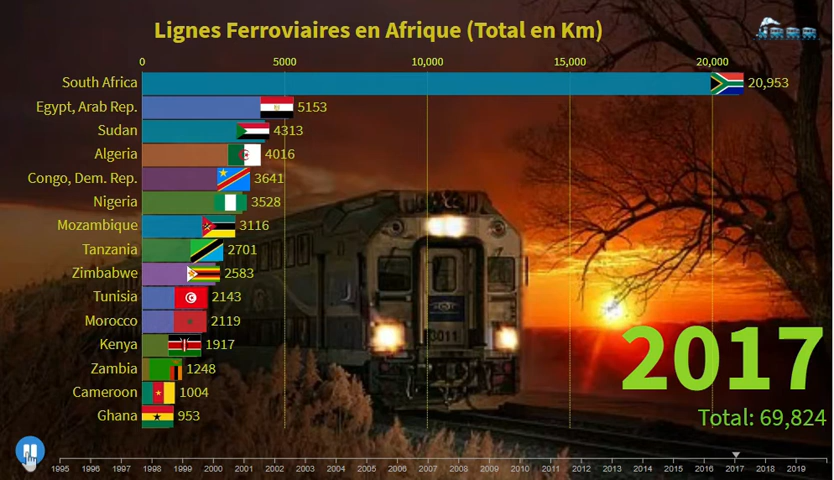 Lignes Ferroviaires en Afrique (Total en Km)
0 5000 10,000 15,000 20,000
South Africa 20,953
Egypt, Arab Rep. 5153
Sudan 4313
Algeria 4016
Congo, Dem. Rep. 3641
Nigeria 3528
Mozambique 3116
Tanzania 2701
Zimbabwe 2583
Tunisia 2143
Morocco 2119
Kenya 1917
Zambia 1248
Cameroon 1004
Ghana 953
3011
2017
Total: 69,824
1995 1996 1997 1998 1999 2000 2001 2002 2003 2004 2005 2006 2007 2008 2009 2010 2011 2012 2013 2014 2015 2016 2017 2018 2019